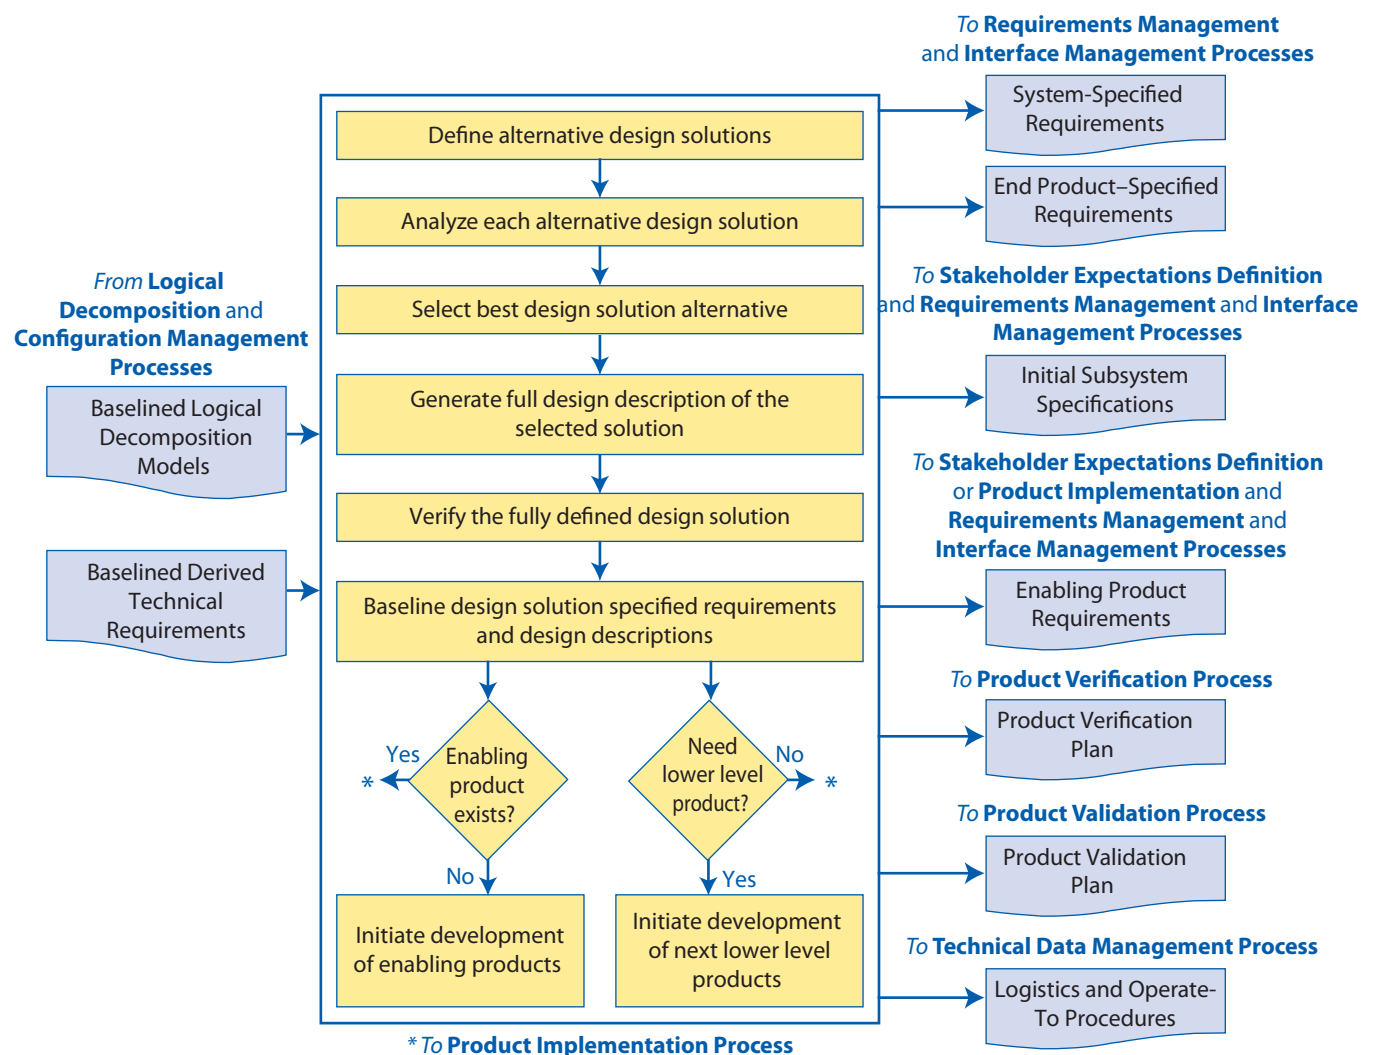 From Logical
Decomposition and
Configuration Management
Processes
Baselined Logical
Decomposition
Models
Baselined Derived
Technical
Requirements
Define alternative design solutions
Analyze each alternative design solution
Select best design solution alternative
Generate full design description of the
selected solution
Verify the fully defined design solution
Baseline design solution specified requirements
and design descriptions
Enabling
product
exists?
Yes
*
No
Need
lower level
product?
No
*
Yes
Initiate development
of enabling products
Initiate development
of next lower level
products
* To Product Implementation Process
To Requirements Management
and Interface Management Processes
System-Specified
Requirements
End Product–Specified
Requirements
To Stakeholder Expectations Definition
and Requirements Management and Interface
Management Processes
Initial Subsystem
Specifications
To Stakeholder Expectations Definition
or Product Implementation and
Requirements Management and
Interface Management Processes
Enabling Product
Requirements
To Product Verification Process
Product Verification
Plan
To Product Validation Process
Product Validation
Plan
To Technical Data Management Process
Logistics and Operate-
To Procedures